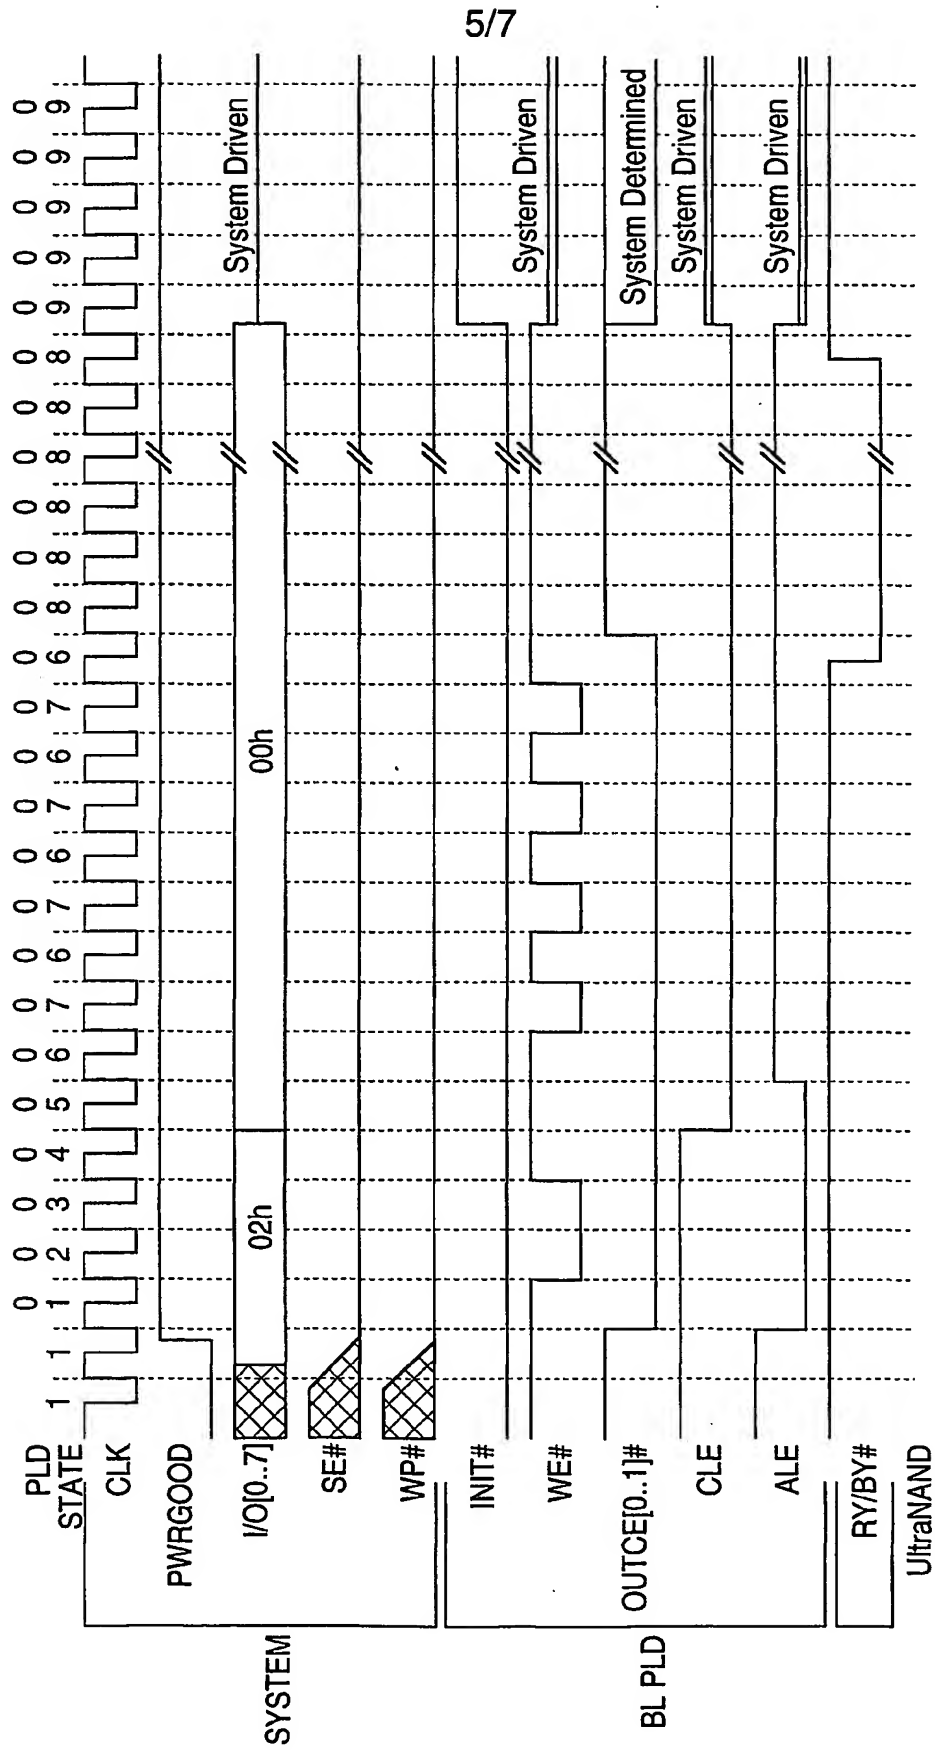 5/7
PLD 0 0 0 0 0 0 0 0 0 0 0 0 0 0 0 0 0 0 0 0 0 0 0 0 0
STATE 1 1 1 2 3 4 5 6 7 6 7 6 7 6 7 6 8 8 8 8 8 8 9 9 9 9 9
CLK
PWRGOOD
I/O[0..7] 02h 00h System Driven
SE#
WP#
SYSTEM
INIT#
WE# System Driven
OUTCE[0..1]# System Determined
CLE System Driven
ALE System Driven
BL PLD
RY/BY#
UltraNAND